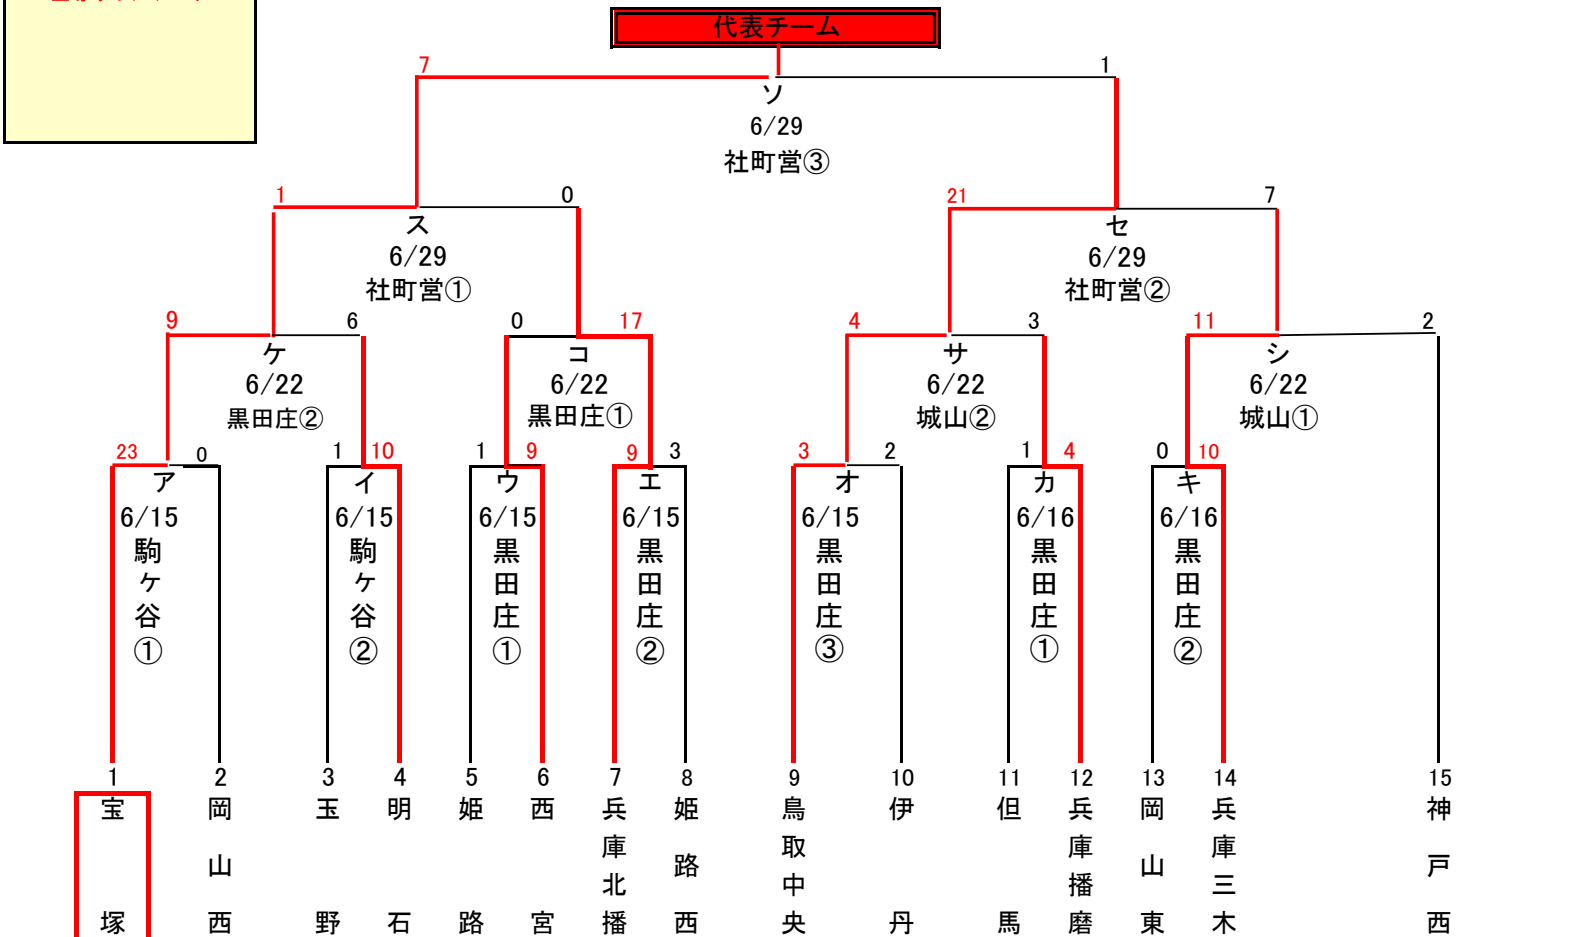 代表チーム
7 1
ソ
6/29
社町営③
1 0 21 7
ス セ
6/29 6/29
社町営① 社町営②
9 6 0 17 4 3 11 2
ケ コ サ シ
6/22 6/22 6/22 6/22
黒田庄② 黒田庄① 城山② 城山①
23 0 1 10 1 9 9 3 3 2 1 4 0 10
ア イ ウ エ オ カ キ
6/15 6/15 6/15 6/15 6/15 6/16 6/16
駒ヶ谷① 駒ヶ谷② 黒田庄① 黒田庄② 黒田庄③ 黒田庄① 黒田庄②
1 2 3 4 5 6 7 8 9 10 11 12 13 14 15
宝塚 岡山西 玉野 明石 姫路 西宮 兵庫北播 姫路西 鳥取中央 伊丹 但馬 兵庫播磨 岡山東 兵庫三木 神戸西